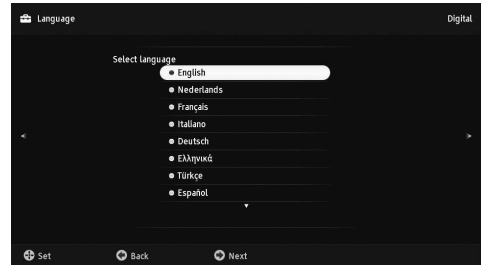 Language
Digital
Select language
English
Nederlands
Français
Italiano
Deutsch
Ελληνικά
Türkçe
Español
Set
Back
Next